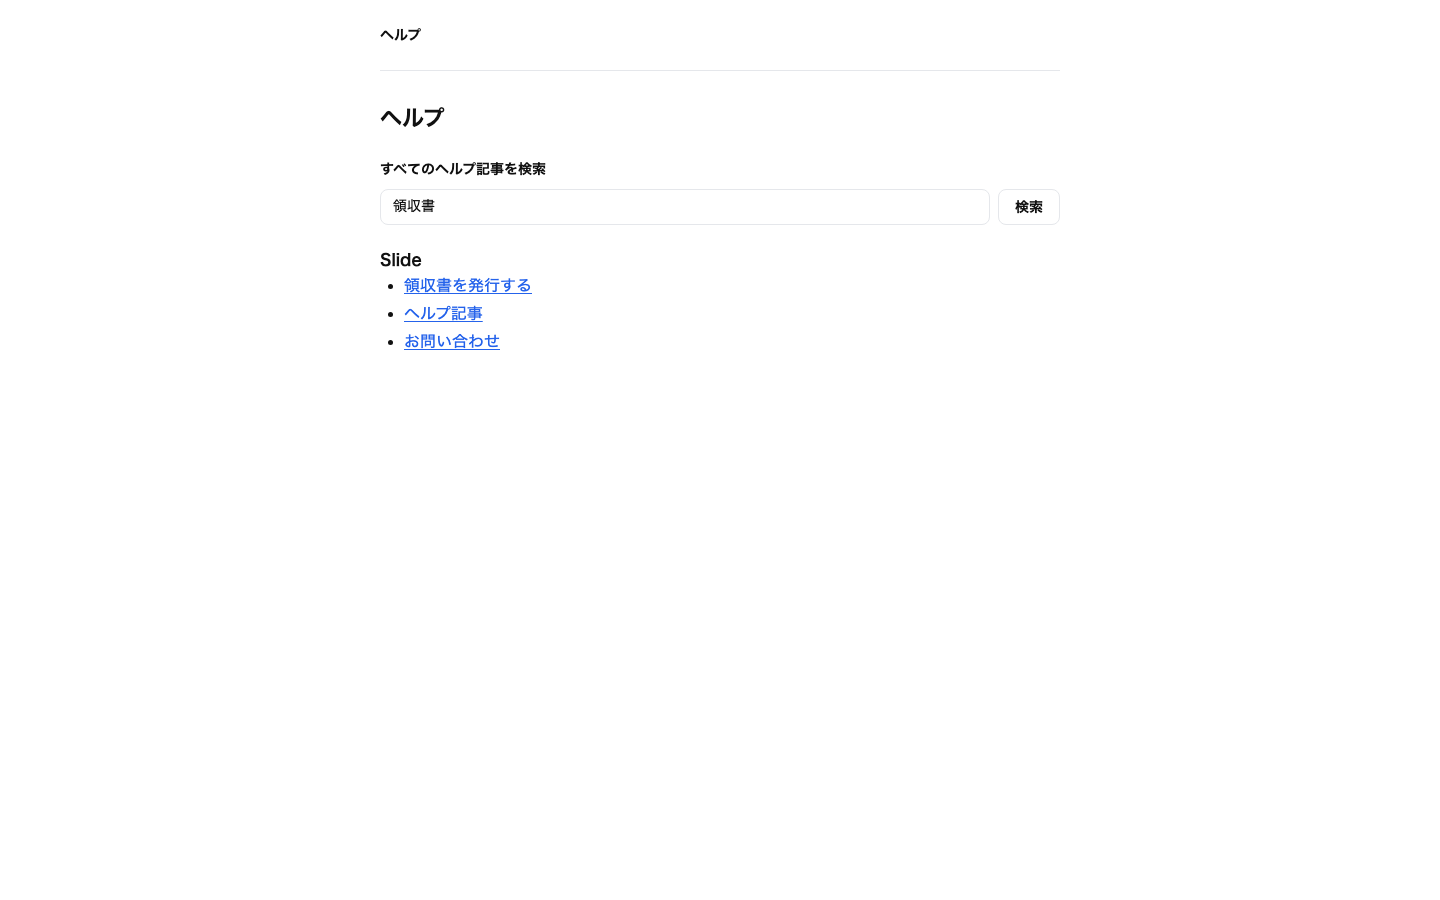 ヘルプ
ヘルプ
すべてのヘルプ記事を検索
領収書
検索
Slide
領収書を発行する
ヘルプ記事
お問い合わせ